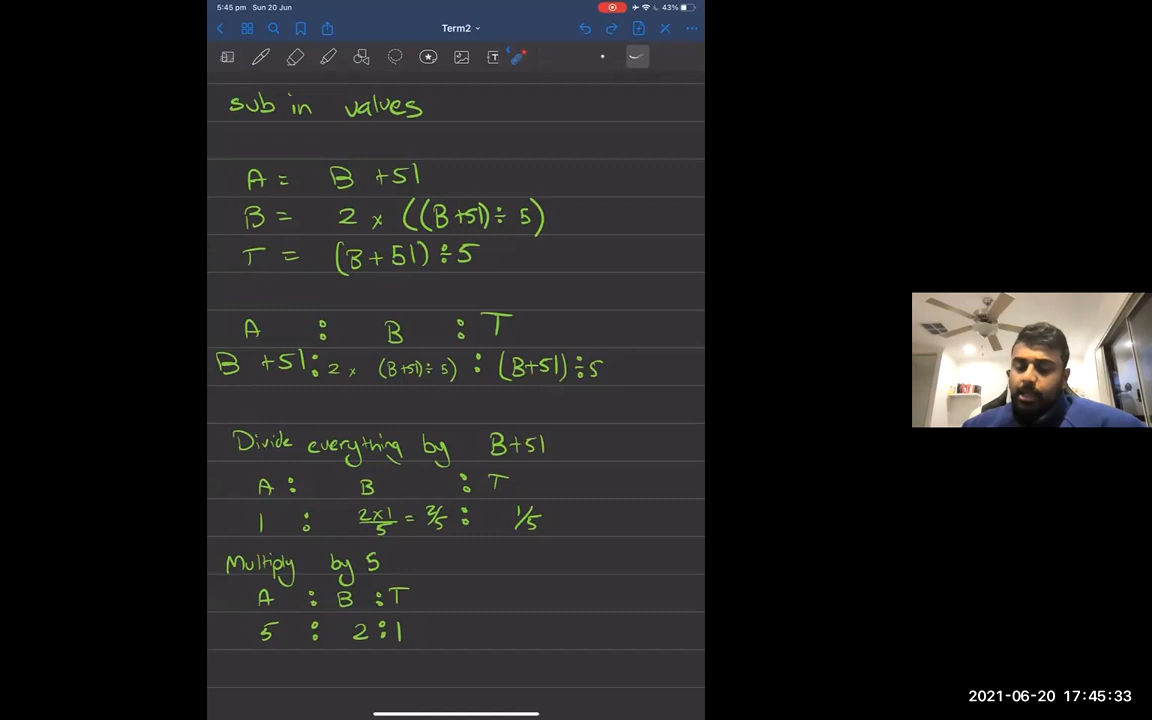 5:45 pm Sun 20 Jun 43%
Term2
sub in values
A = B +51
B = 2 × ((B+51)÷ 5)
T = (B+51)÷5
A : B : T
B +51 : 2 × (B+51)÷ 5) : (B+51)÷5
Divide everything by B+51
A : B : T
1 : 2×1/5 = 2/5 : 1/5
Multiply by 5
A : B : T
5 : 2 : 1
2021-06-20 17:45:33